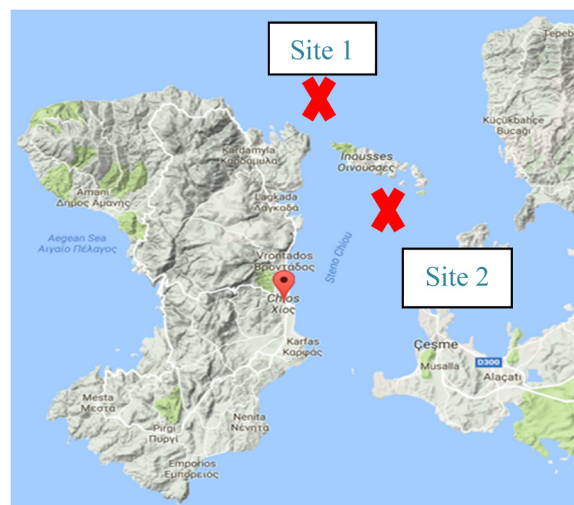 Site 1
Tepeb
Küçükbahçe
Bucağı
Kardamyla
Καρδάμυλα
Inousses
Οινούσσες
Amani
Δήμος Αμανής
Lagkada
Λαγκάδα
Aegean Sea
Αιγαίο Πέλαγος
Steno Chiou
Vrontados
Βροντάδος
Site 2
Chios
Χίος
Karfas
Καρφάς
Çeşme
Musalla
D300
Alaçatı
Mesta
Μεστά
Pirgi
Πυργί
Nenita
Νένητα
Emporios
Εμπορειός